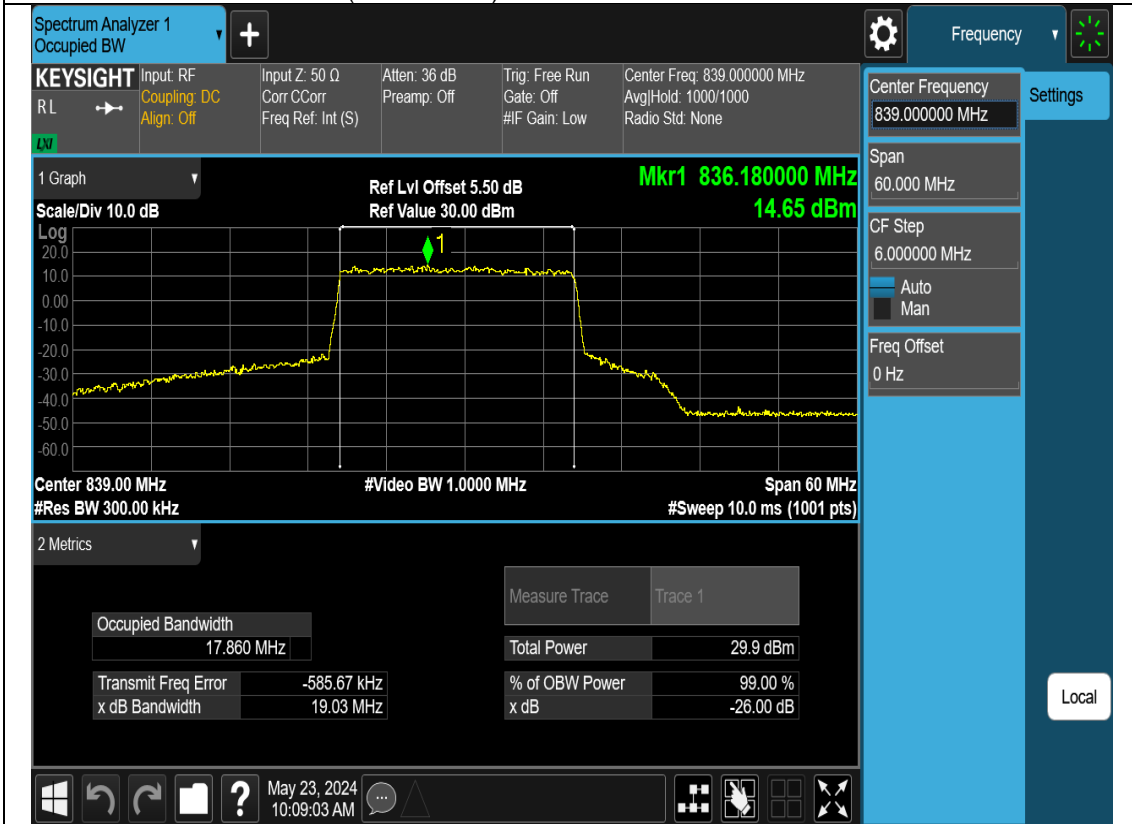 Spectrum Analyzer 1
Occupied BW
Frequency
KEYSIGHT
RL
LXI
Input: RF
Coupling: DC
Align: Off
Input Z: 50 Ω
Corr CCorr
Freq Ref: Int (S)
Atten: 36 dB
Preamp: Off
Trig: Free Run
Gate: Off
#IF Gain: Low
Center Freq: 839.000000 MHz
Avg|Hold: 1000/1000
Radio Std: None
Center Frequency
839.000000 MHz
Settings
Span
60.000 MHz
CF Step
6.000000 MHz
Auto
Man
Freq Offset
0 Hz
Local
1 Graph
Scale/Div 10.0 dB
Ref Lvl Offset 5.50 dB
Ref Value 30.00 dBm
Mkr1 836.180000 MHz
14.65 dBm
Log
1
20.0
10.0
0.00
-10.0
-20.0
-30.0
-40.0
-50.0
-60.0
Center 839.00 MHz
#Video BW 1.0000 MHz
Span 60 MHz
#Res BW 300.00 kHz
#Sweep 10.0 ms (1001 pts)
2 Metrics
Measure Trace Trace 1
Occupied Bandwidth
17.860 MHz
Total Power 29.9 dBm
Transmit Freq Error -585.67 kHz
% of OBW Power 99.00 %
x dB Bandwidth 19.03 MHz
x dB -26.00 dB
?
May 23, 2024
10:09:03 AM